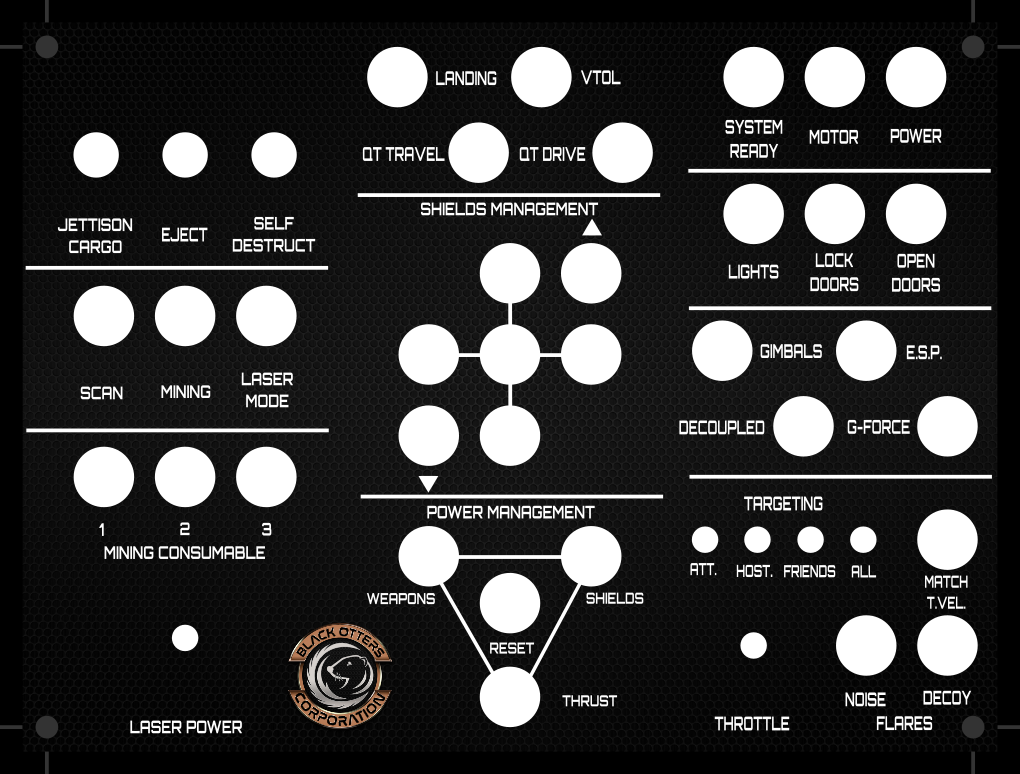 LANDING
VTOL
QT TRAVEL
QT DRIVE
SYSTEM
READY
MOTOR
POWER
JETTISON
CARGO
EJECT
SELF
DESTRUCT
SHIELDS MANAGEMENT
LIGHTS
LOCK
DOORS
OPEN
DOORS
SCAN
MINING
LASER
MODE
GIMBALS
E.S.P.
DECOUPLED
G-FORCE
1
2
3
MINING CONSUMABLE
POWER MANAGEMENT
WEAPONS
SHIELDS
RESET
THRUST
TARGETING
ATT.
HOST.
FRIENDS
ALL
MATCH
T.VEL.
LASER POWER
BLACK OTTERS
CORPORATION
THROTTLE
NOISE
DECOY
FLARES